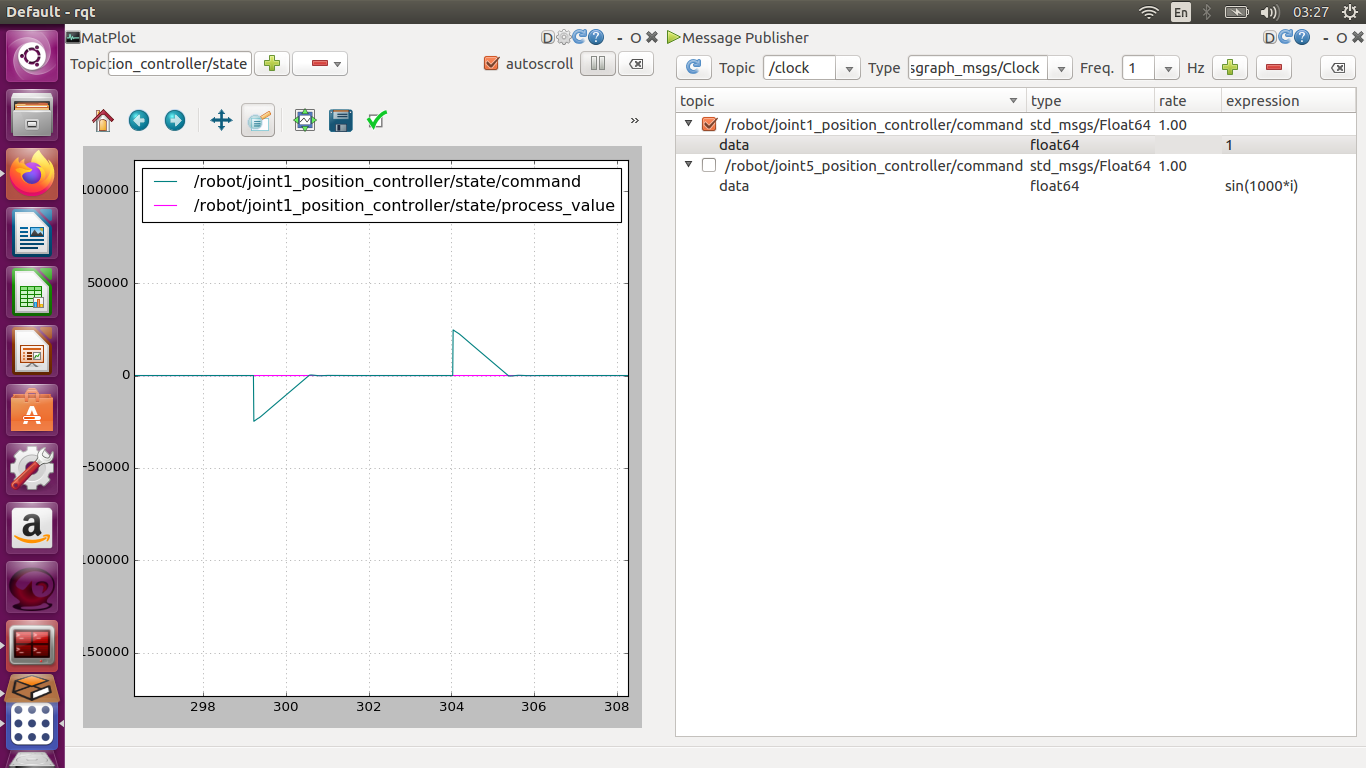 Default - rqt
En
03:27
MatPlot
D
- O
Message Publisher
D
- O
Topic
:ion_controller/state
autoscroll
Topic
/clock
Type
sgraph_msgs/Clock
Freq.
1
Hz
»
topic type rate expression
/robot/joint1_position_controller/command std_msgs/Float64 1.00
data float64 1
/robot/joint5_position_controller/command std_msgs/Float64 1.00
data float64 sin(1000*i)
/robot/joint1_position_controller/state/command
/robot/joint1_position_controller/state/process_value
100000
50000
0
-50000
100000
150000
298 300 302 304 306 308